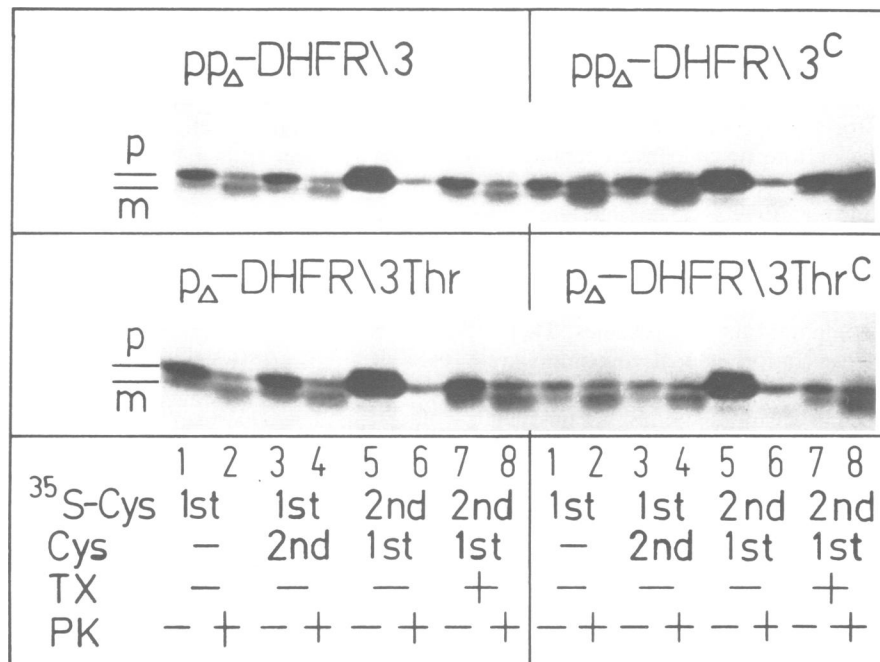 ppΔ-DHFR\3 ppΔ-DHFR\3C
p
m
pΔ-DHFR\3Thr pΔ-DHFR\3ThrC
p
m
1 2 3 4 5 6 7 8 1 2 3 4 5 6 7 8
35S-Cys 1st 1st 2nd 2nd 1st 1st 2nd 2nd
Cys – 2nd 1st 1st – 2nd 1st 1st
TX – – – + – – – +
PK – + – + – + – + – + – + – + – +